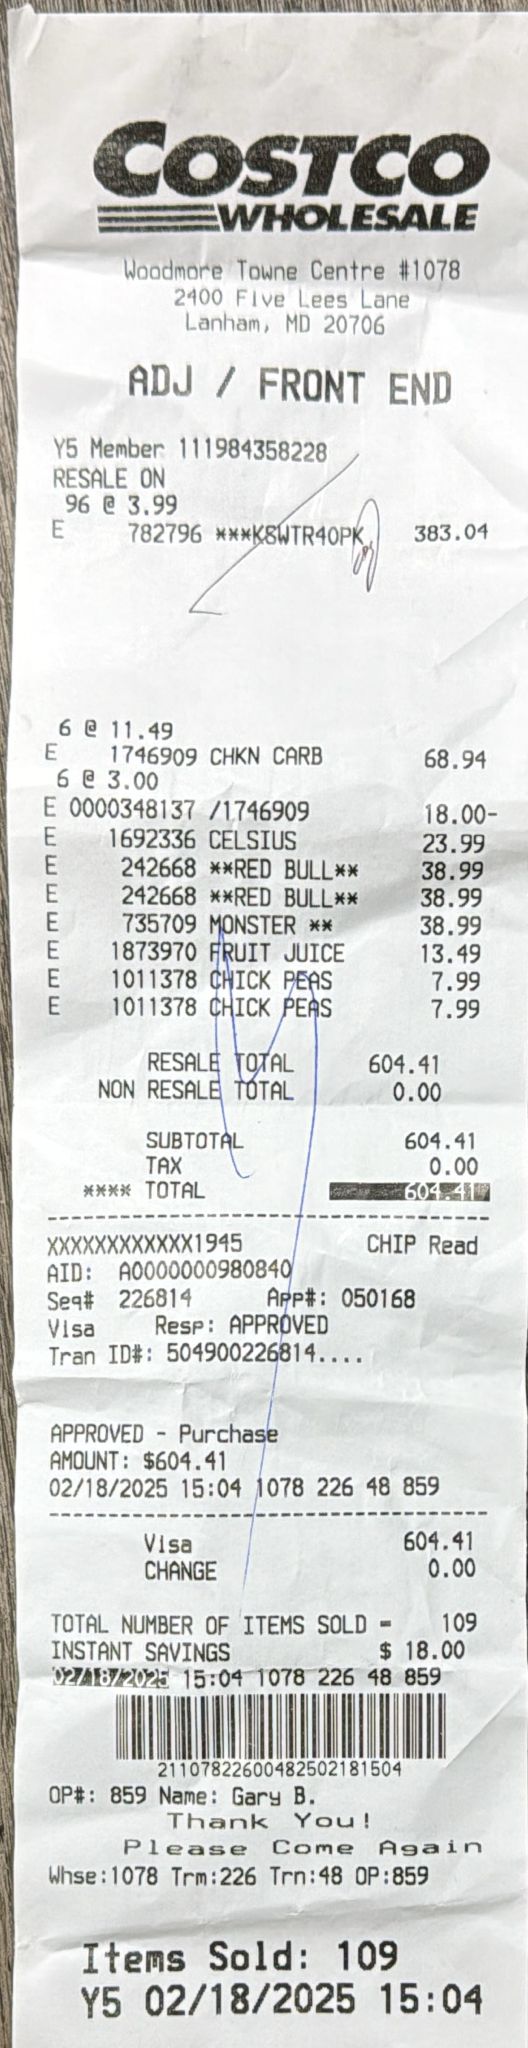 COSTCO
WHOLESALE
Woodmore Towne Centre #1078
2400 Five Lees Lane
Lanham, MD 20706
ADJ / FRONT END
Y5 Member 111984358228
RESALE ON
96 @ 3.99
E 782796 ***KSWTR40PK 383.04
6 @ 11.49
E 1746909 CHKN CARB 68.94
6 @ 3.00
E 0000348137 /1746909 18.00-
E 1692336 CELSIUS 23.99
E 242668 **RED BULL** 38.99
E 242668 **RED BULL** 38.99
E 735709 MONSTER ** 38.99
E 1873970 FRUIT JUICE 13.49
E 1011378 CHICK PEAS 7.99
E 1011378 CHICK PEAS 7.99
RESALE TOTAL 604.41
NON RESALE TOTAL 0.00
SUBTOTAL 604.41
TAX 0.00
**** TOTAL 604.41
XXXXXXXXXXXX1945 CHIP Read
AID: A0000000980840
Seq# 226814 App#: 050168
Visa Resp: APPROVED
Tran ID#: 504900226814....
APPROVED - Purchase
AMOUNT: $604.41
02/18/2025 15:04 1078 226 48 859
Visa 604.41
CHANGE 0.00
TOTAL NUMBER OF ITEMS SOLD = 109
INSTANT SAVINGS $ 18.00
02/18/2025 15:04 1078 226 48 859
21107822600482502181504
OP#: 859 Name: Gary B.
Thank You!
Please Come Again
Whse:1078 Trm:226 Trn:48 OP:859
Items Sold: 109
Y5 02/18/2025 15:04